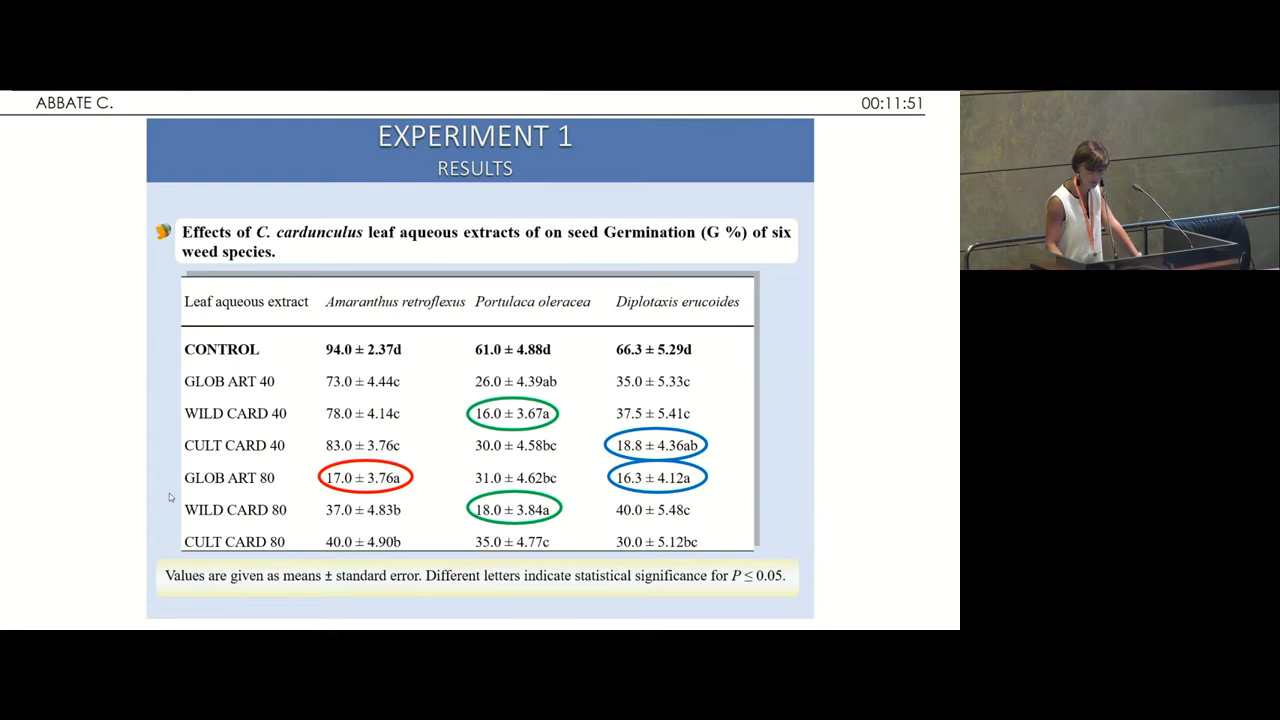 ABBATE C.
00:11:51
EXPERIMENT 1
RESULTS
Effects of C. cardunculus leaf aqueous extracts of on seed Germination (G %) of six
weed species.
Leaf aqueous extract Amaranthus retroflexus Portulaca oleracea Diplotaxis erucoides
CONTROL 94.0 ± 2.37d 61.0 ± 4.88d 66.3 ± 5.29d
GLOB ART 40 73.0 ± 4.44c 26.0 ± 4.39ab 35.0 ± 5.33c
WILD CARD 40 78.0 ± 4.14c 16.0 ± 3.67a 37.5 ± 5.41c
CULT CARD 40 83.0 ± 3.76c 30.0 ± 4.58bc 18.8 ± 4.36ab
GLOB ART 80 17.0 ± 3.76a 31.0 ± 4.62bc 16.3 ± 4.12a
WILD CARD 80 37.0 ± 4.83b 18.0 ± 3.84a 40.0 ± 5.48c
CULT CARD 80 40.0 ± 4.90b 35.0 ± 4.77c 30.0 ± 5.12bc
Values are given as means ± standard error. Different letters indicate statistical significance for P ≤ 0.05.